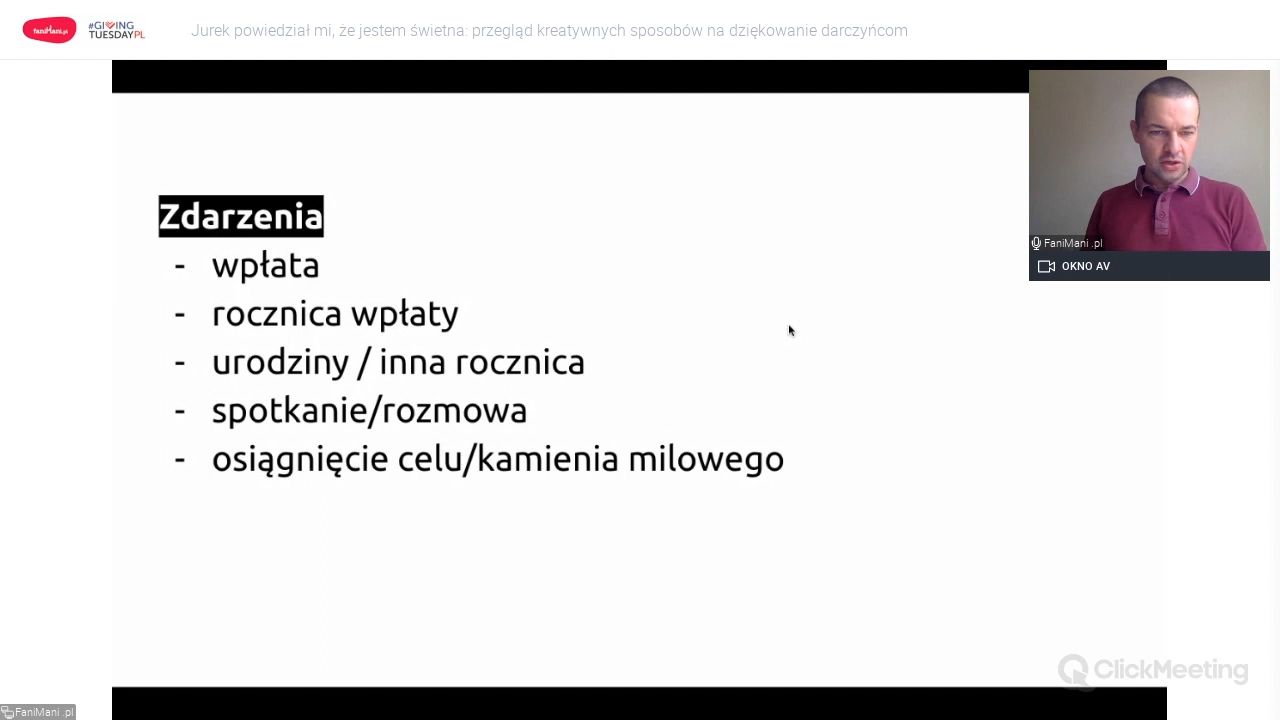 faniMani.pl
#GIVING
TUESDAYPL
Jurek powiedział mi, że jestem świetna: przegląd kreatywnych sposobów na dziękowanie darczyńcom
Zdarzenia
- wpłata
- rocznica wpłaty
- urodziny / inna rocznica
- spotkanie/rozmowa
- osiągnięcie celu/kamienia milowego
FaniMani .pl
OKNO AV
ClickMeeting
FaniMani .pl